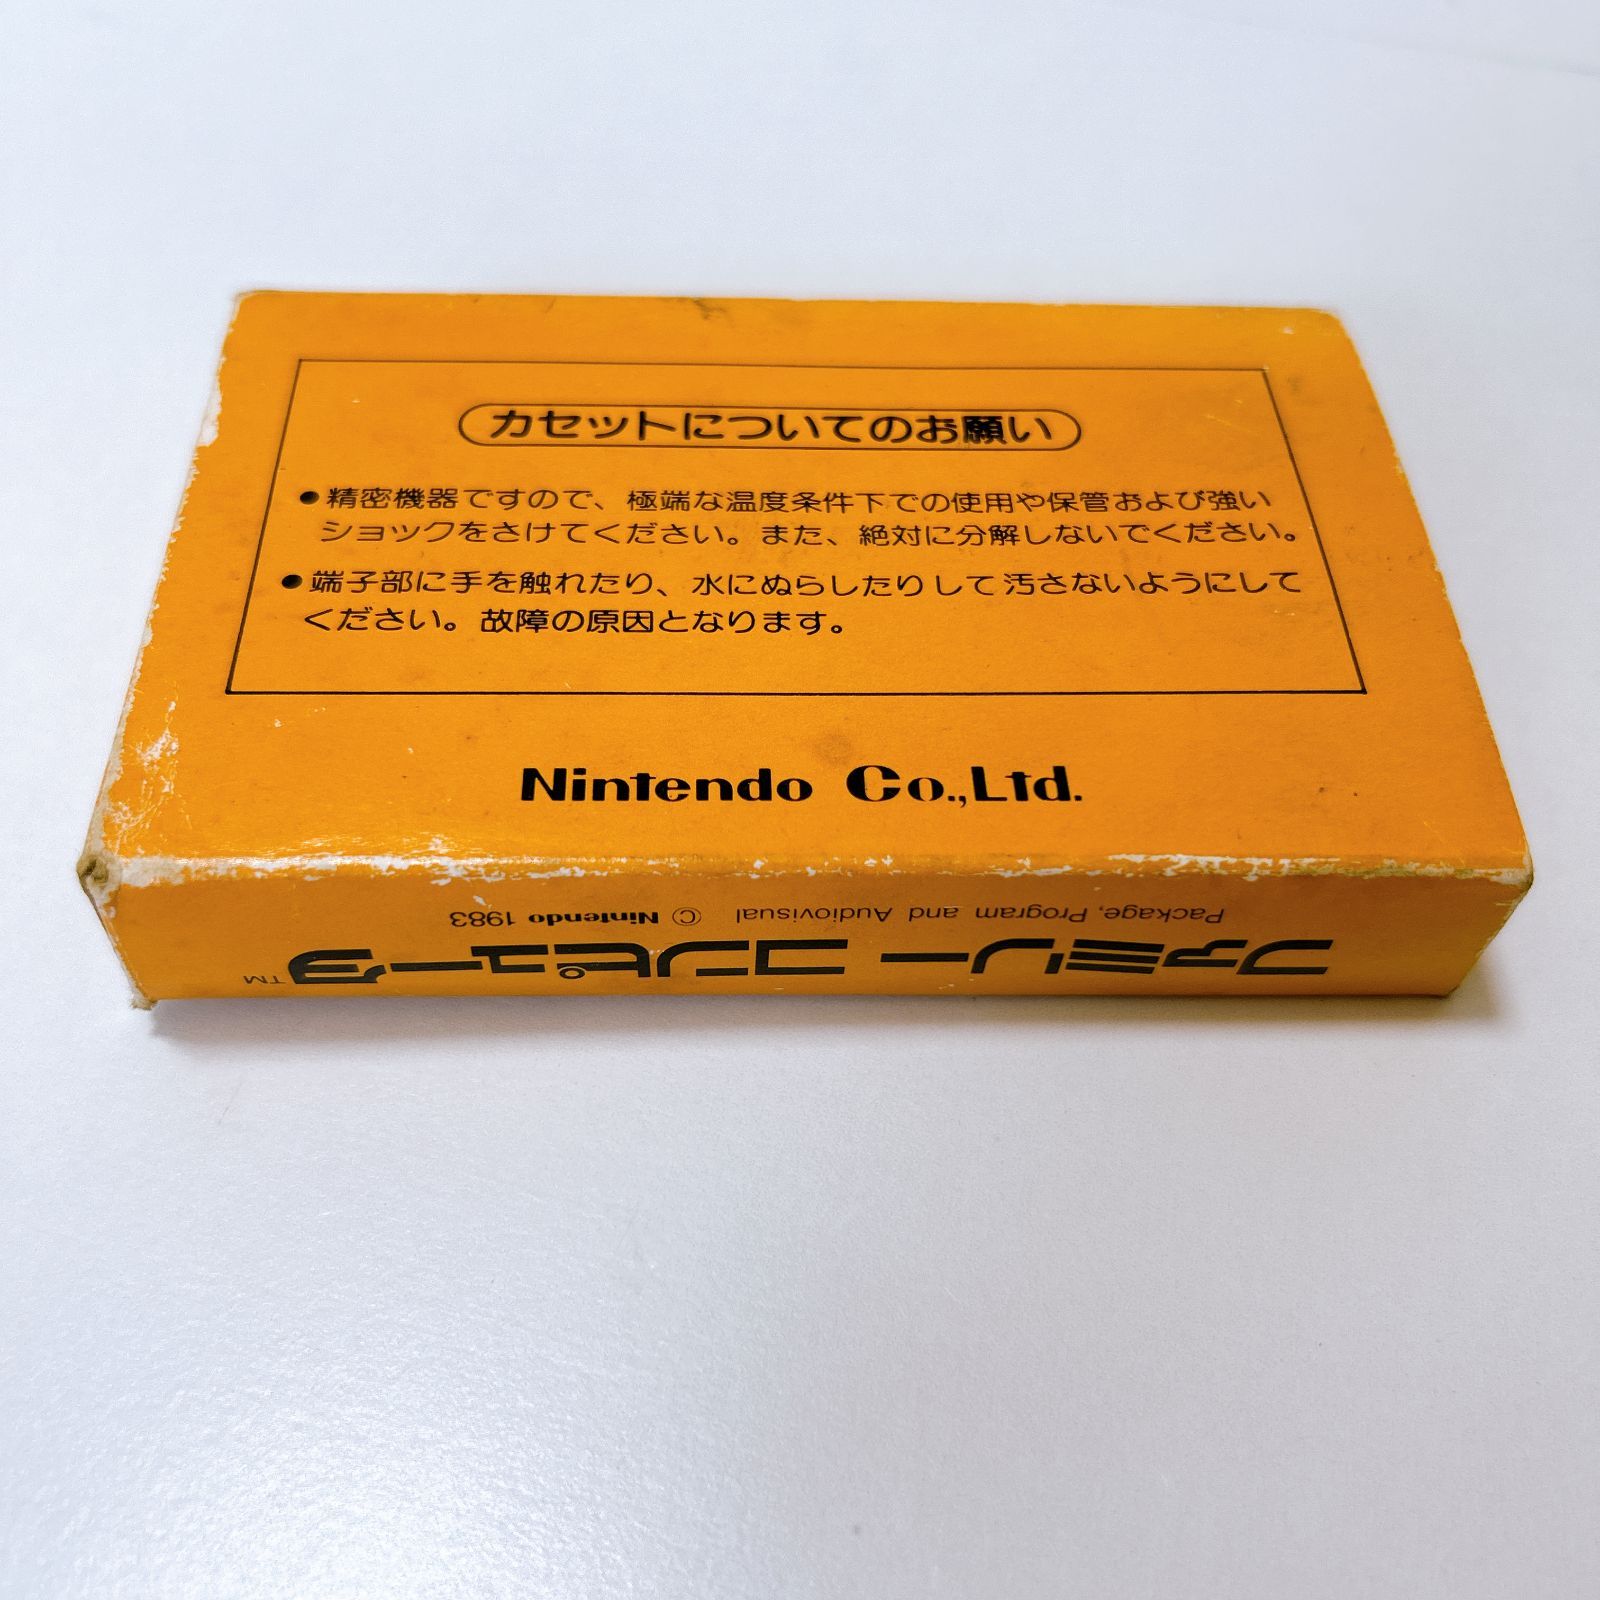 カセットについてのお願い
●精密機器ですので、極端な温度条件下での使用や保管および強い
ショックをさけてください。また、絶対に分解しないでください。
●端子部に手を触れたり、水にぬらしたりして汚さないようにして
ください。故障の原因となります。
Nintendo Co.,Ltd.
ファミリー コンピュータ™
Package, Program and Audiovisual © Nintendo 1983